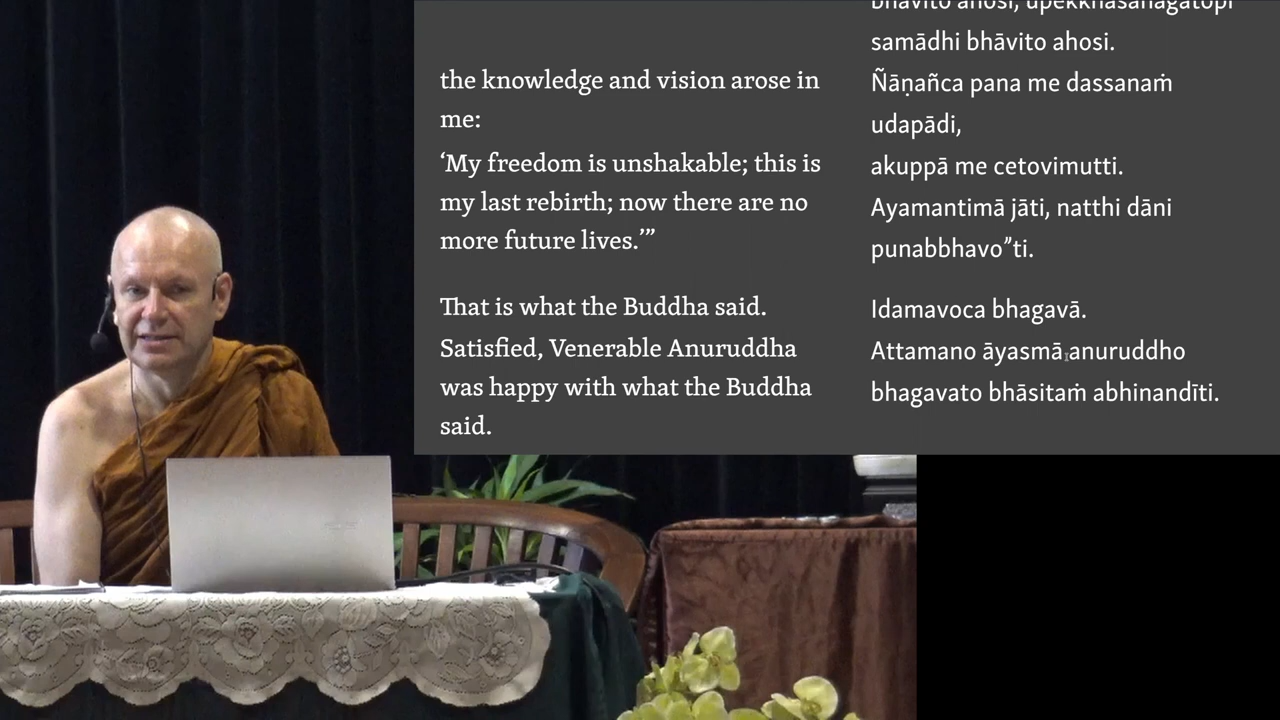 the knowledge and vision arose in
me:
‘My freedom is unshakable; this is
my last rebirth; now there are no
more future lives.’”
That is what the Buddha said.
Satisfied, Venerable Anuruddha
was happy with what the Buddha
said.
bhāvito ahosi, upekkhāsahagatopi
samādhi bhāvito ahosi.
Ñāṇañca pana me dassanaṁ
udapādi,
akuppā me cetovimutti.
Ayamantimā jāti, natthi dāni
punabbhavo”ti.
Idamavoca bhagavā.
Attamano āyasmā anuruddho
bhagavato bhāsitaṁ abhinandīti.